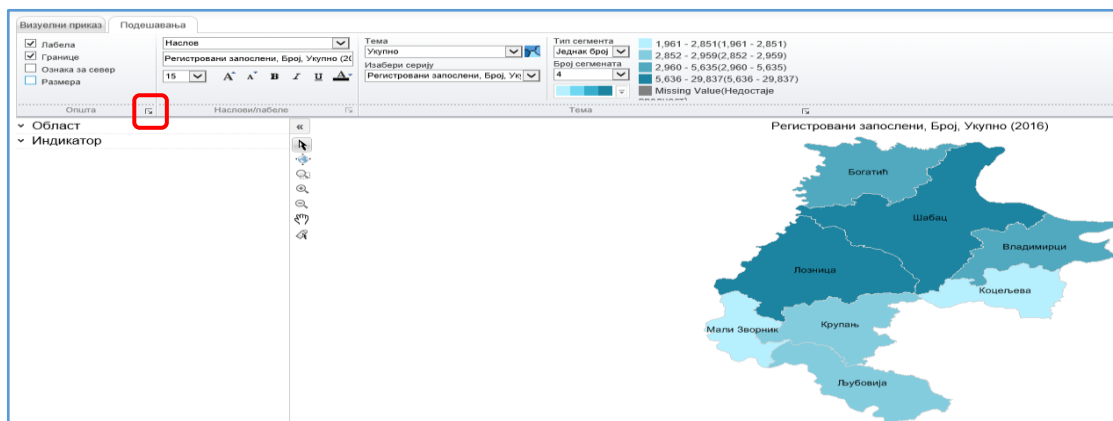 Визуелни приказ Подешавања
Лабела
Границе
Ознака за север
Размера
Општа
Наслов
Регистровани запослени, Број, Укупно (20
15 A A B I U A
Наслови/лабеле
Тема
Укупно
Изабери серију
Регистровани запослени, Број, Ук
Тип сегмента
Једнак број
Број сегмената
4
1,961 - 2,851(1,961 - 2,851)
2,852 - 2,959(2,852 - 2,959)
2,960 - 5,635(2,960 - 5,635)
5,636 - 29,837(5,636 - 29,837)
Missing Value(Недостаје
Тема
Област
Индикатор
Регистровани запослени, Број, Укупно (2016)
Богатић
Шабац
Владимирци
Лозница
Коцељева
Мали Зворник
Крупањ
Љубовија